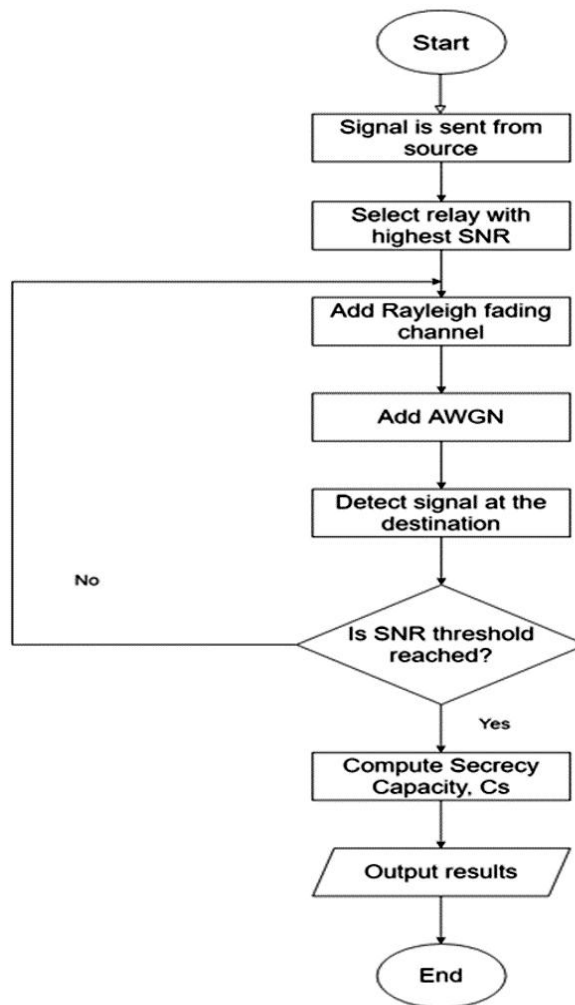 Start
Signal is sent from
source
Select relay with
highest SNR
Add Rayleigh fading
channel
Add AWGN
Detect signal at the
destination
No
Is SNR threshold
reached?
Yes
Compute Secrecy
Capacity, Cs
Output results
End